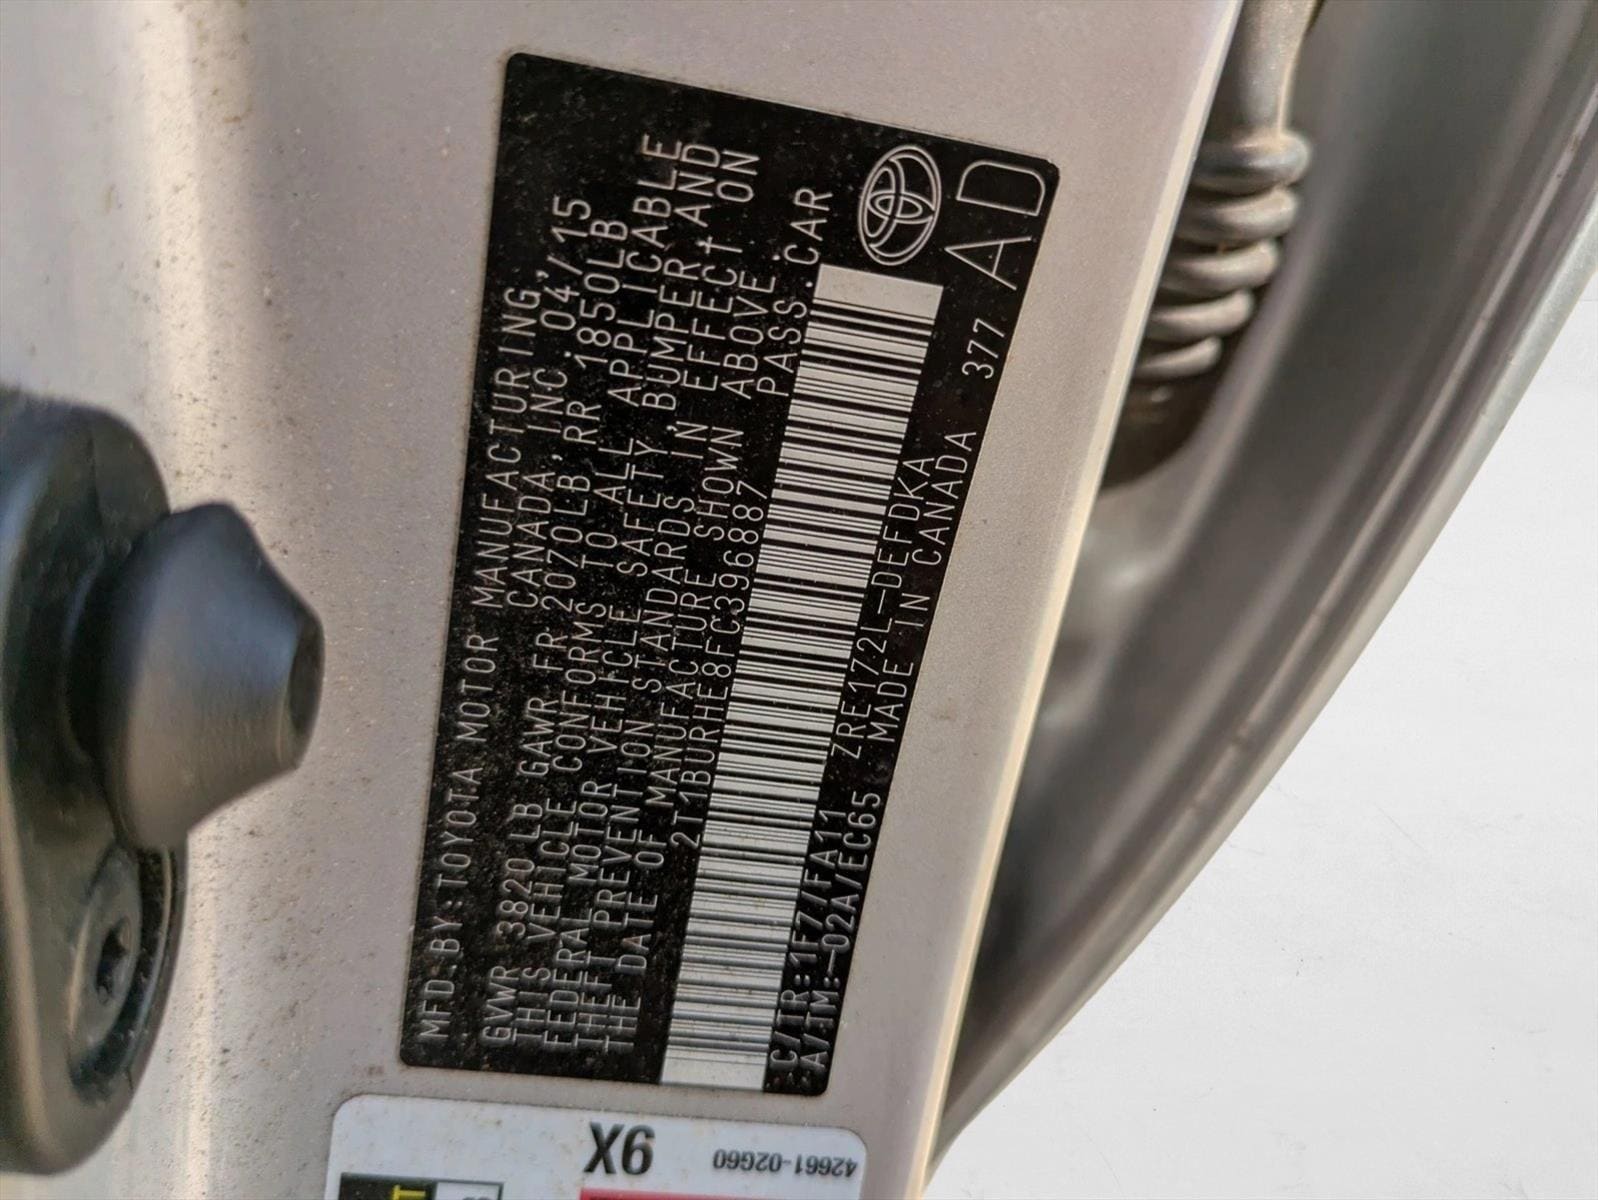 MFD.BY:TOYOTA MOTOR MANUFACTURING,
CANADA, INC. 04/15
GVWR 3820 LB GAWR FR 2070LB RR 1850LB
THIS VEHICLE CONFORMS TO ALL APPLICABLE
FEDERAL MOTOR VEHICLE SAFETY, BUMPER AND
THEFT PREVENTION STANDARDS IN EFFECT ON
THE DATE OF MANUFACTURE SHOWN ABOVE.
2T1BURHE8FC396887 PASS.CAR
C/TR:1F7/FA11 ZRE172L-DEFDKA
A/TM:-02A/EC65 MADE IN CANADA 377 AD
9X
42661-02G60